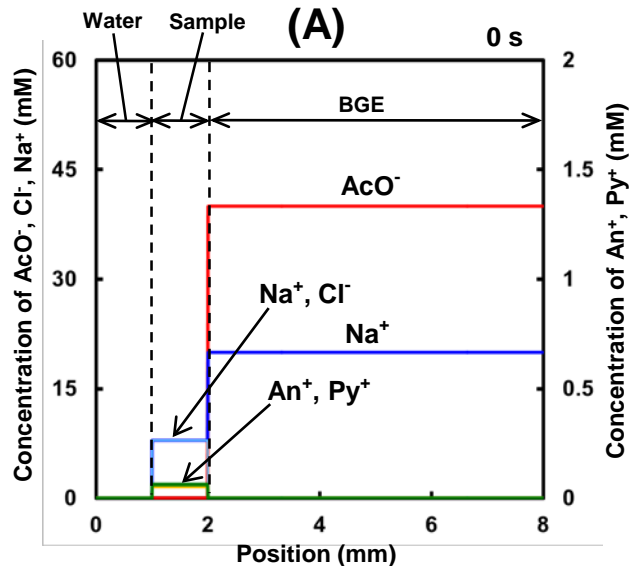 (A)
Water
Sample
0 s
60
2
BGE
45
1.5
AcO⁻
Na⁺, Cl⁻
30
1
Na⁺
An⁺, Py⁺
15
0.5
0
0
0
2
4
6
8
Position (mm)
Concentration of AcO⁻, Cl⁻, Na⁺ (mM)
Concentration of An⁺, Py⁺ (mM)